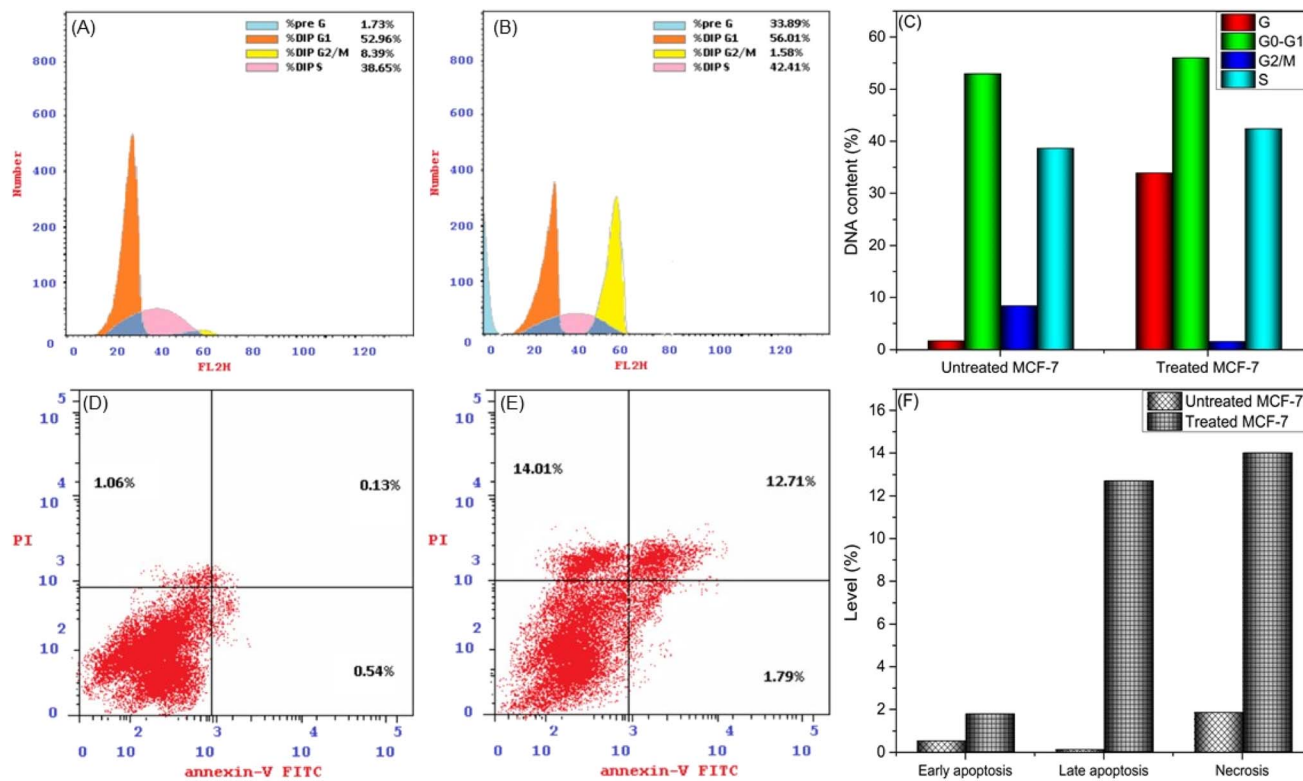 (A)
%pre G 1.73%
%DIP G1 52.96%
%DIP G2/M 8.39%
%DIP S 38.65%
800
600
400
200
100
0
Number
0 20 40 60 80 100 120
FL2H
(B)
%pre G 33.89%
%DIP G1 56.01%
%DIP G2/M 1.58%
%DIP S 42.41%
800
600
400
200
100
0
Number
0 20 40 60 80 100 120
FL2H
(C)
G
G0-G1
G2/M
S
60
50
40
30
20
10
0
DNA content (%)
Untreated MCF-7 Treated MCF-7
(D)
5
10
1.06%
4
10
0.13%
PI
3
10
2
10
0.54%
0
2 3 4 5
0 10 10 10 10
annexin-V FITC
(E)
5
10
14.01%
4
10
12.71%
PI
3
10
2
10
1.79%
0
2 3 4 5
0 10 10 10 10
annexin-V FITC
(F)
Untreated MCF-7
Treated MCF-7
16
14
12
10
8
6
4
2
0
Level (%)
Early apoptosis Late apoptosis Necrosis